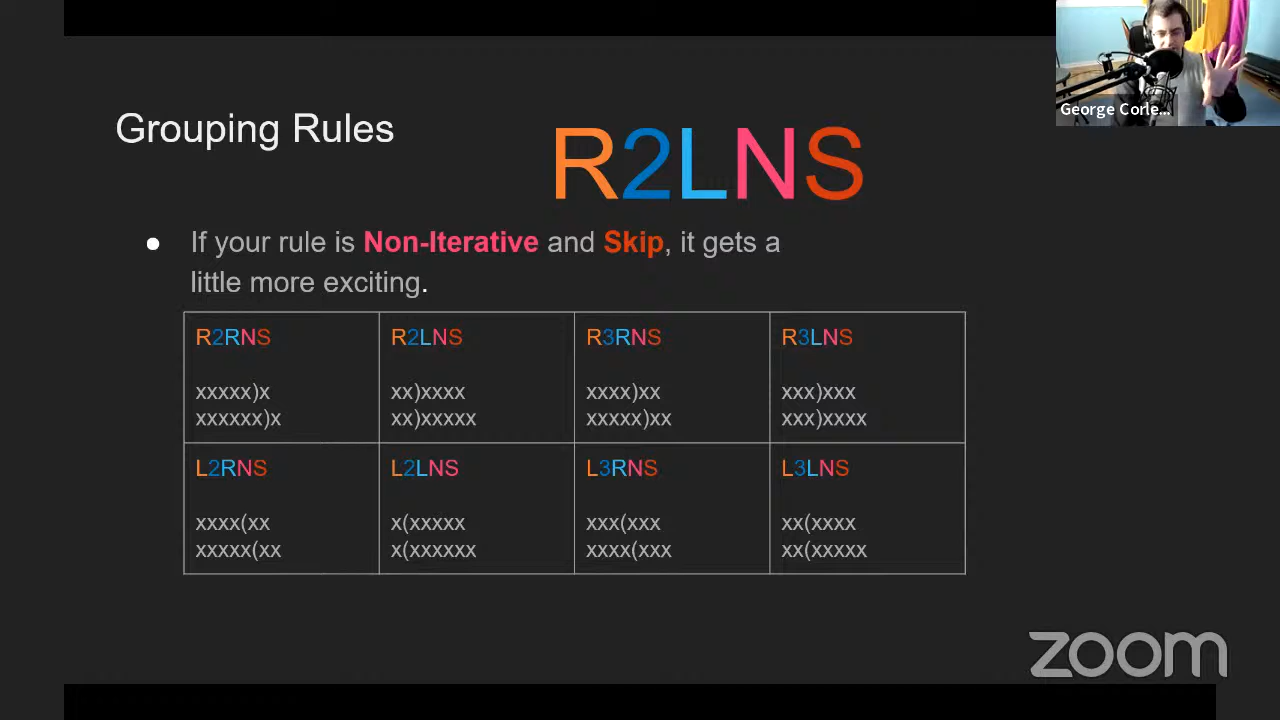 George Corle...
Grouping Rules
R2LNS
● If your rule is Non-Iterative and Skip, it gets a
little more exciting.
R2RNS R2LNS R3RNS R3LNS
xxxxx)x xx)xxxx xxxx)xx xxx)xxx
xxxxxx)x xx)xxxxx xxxxx)xx xxx)xxxx
L2RNS L2LNS L3RNS L3LNS
xxxx(xx x(xxxxx xxx(xxx xx(xxxx
xxxxx(xx x(xxxxxx xxxx(xxx xx(xxxxx
zoom